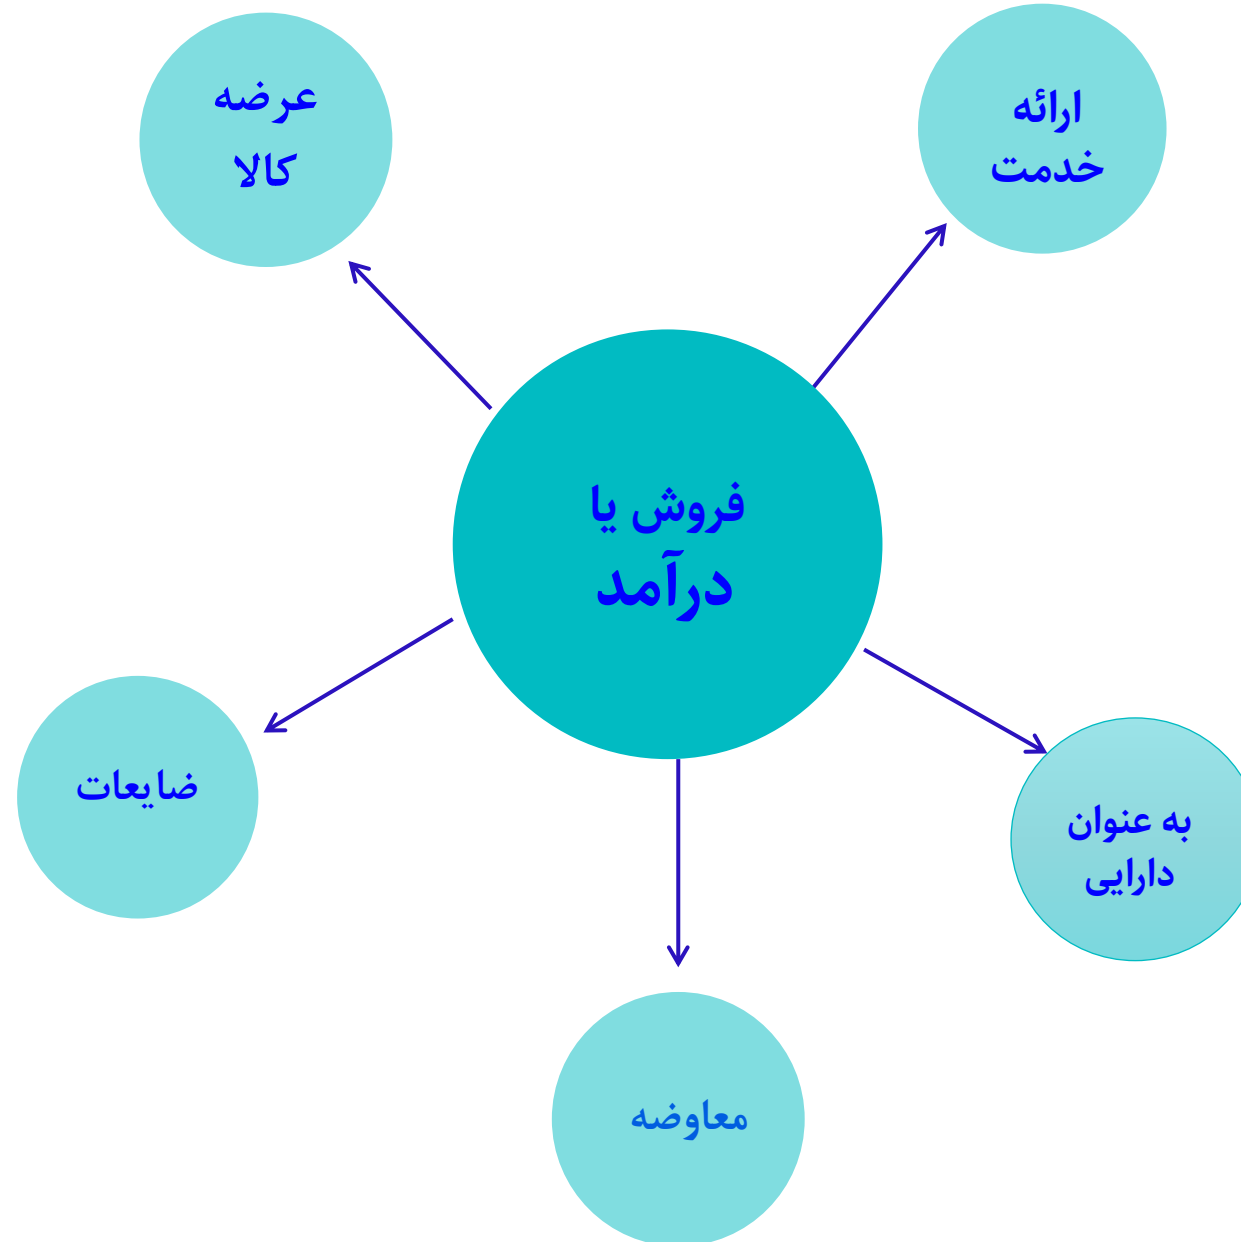 ارائه
خدمت
عرضه
کالا
فروش یا
درآمد
به عنوان
دارایی
ضایعات
معاوضه